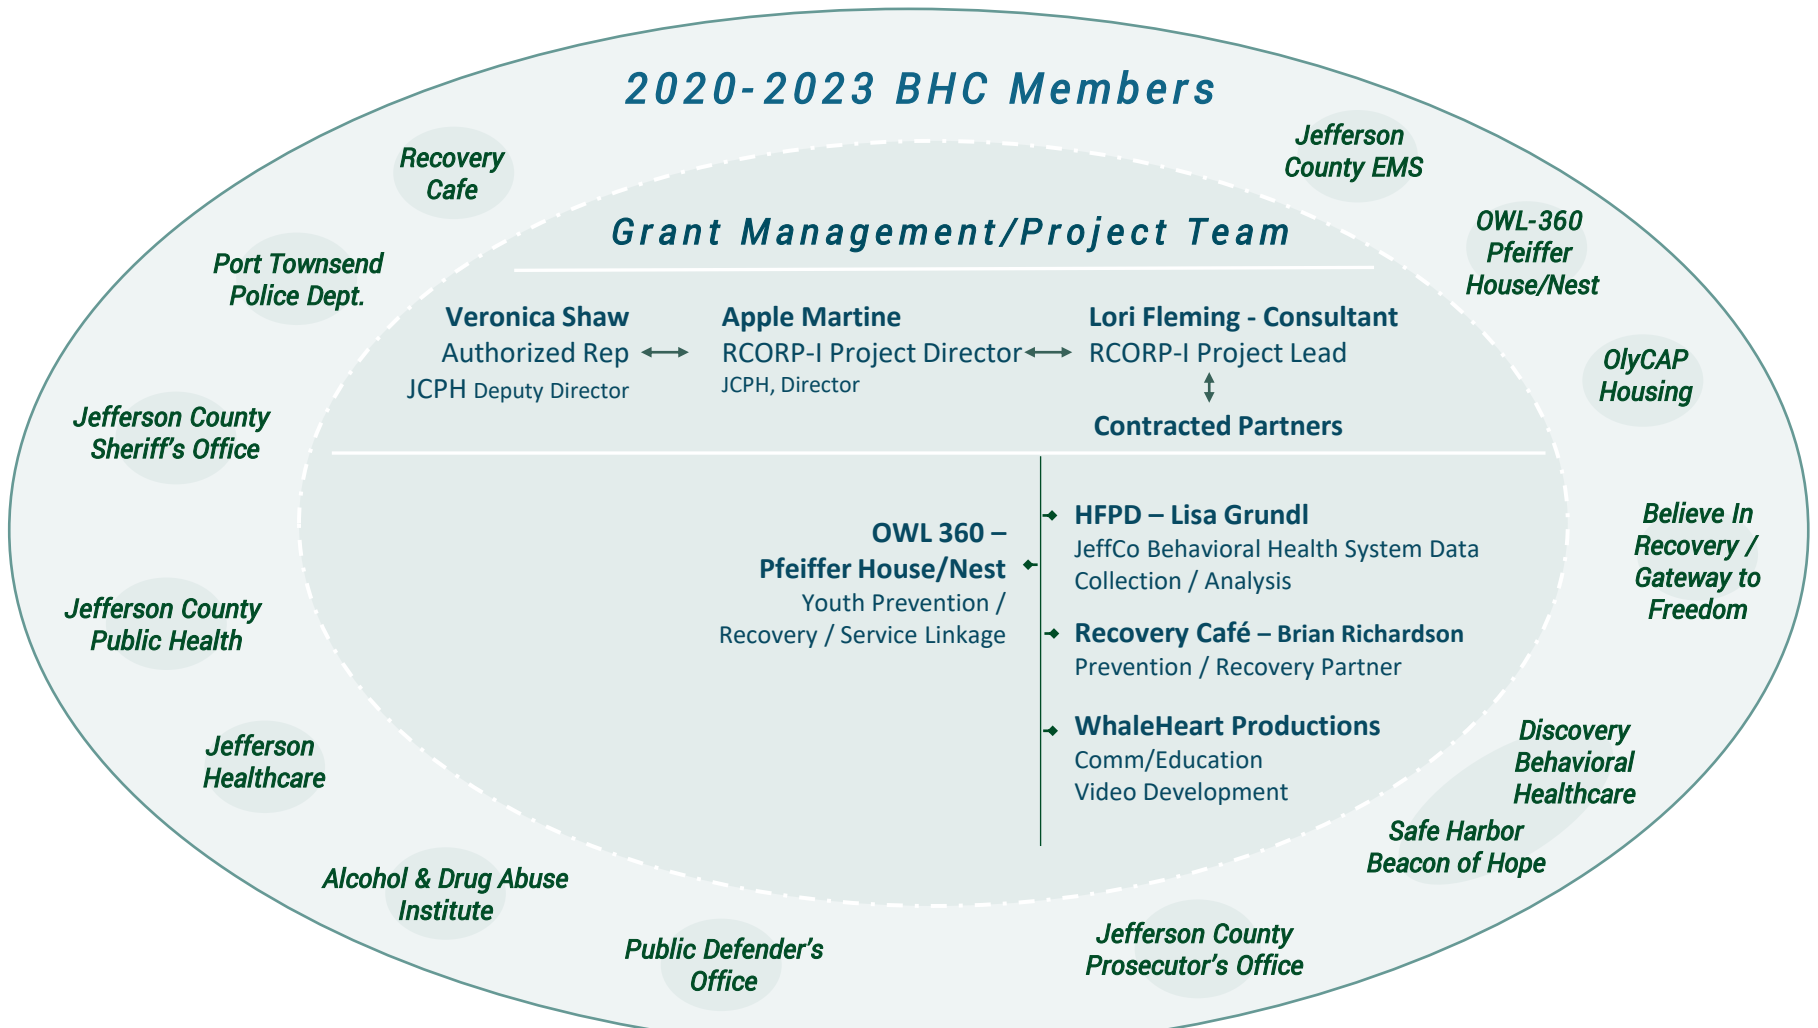 2020-2023 BHC Members
Recovery
Cafe
Port Townsend
Police Dept.
Jefferson County
Sheriff's Office
Jefferson County
Public Health
Jefferson
Healthcare
Alcohol & Drug Abuse
Institute
Public Defender's
Office
Jefferson County
Prosecutor's Office
Safe Harbor
Beacon of Hope
Discovery
Behavioral
Healthcare
Believe In
Recovery /
Gateway to
Freedom
OlyCAP
Housing
OWL-360
Pfeiffer
House/Nest
Jefferson
County EMS
Grant Management/Project Team
Veronica Shaw
Authorized Rep
JCPH Deputy Director
Apple Martine
RCORP-I Project Director
JCPH, Director
Lori Fleming - Consultant
RCORP-I Project Lead
Contracted Partners
OWL 360 –
Pfeiffer House/Nest
Youth Prevention /
Recovery / Service Linkage
HFPD – Lisa Grundl
JeffCo Behavioral Health System Data
Collection / Analysis
Recovery Café – Brian Richardson
Prevention / Recovery Partner
WhaleHeart Productions
Comm/Education
Video Development